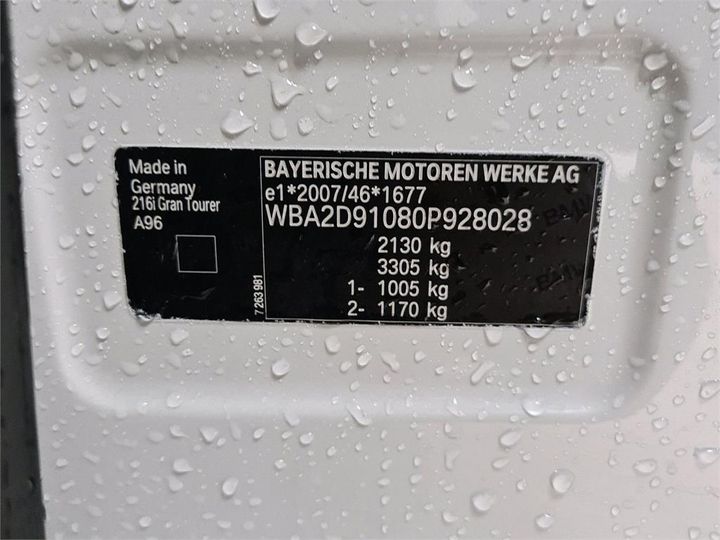 Made in
Germany
216i Gran Tourer
A96
7 263 981
BAYERISCHE MOTOREN WERKE AG
e1*2007/46*1677
WBA2D91080P928028
2130 kg
3305 kg
1- 1005 kg
2- 1170 kg